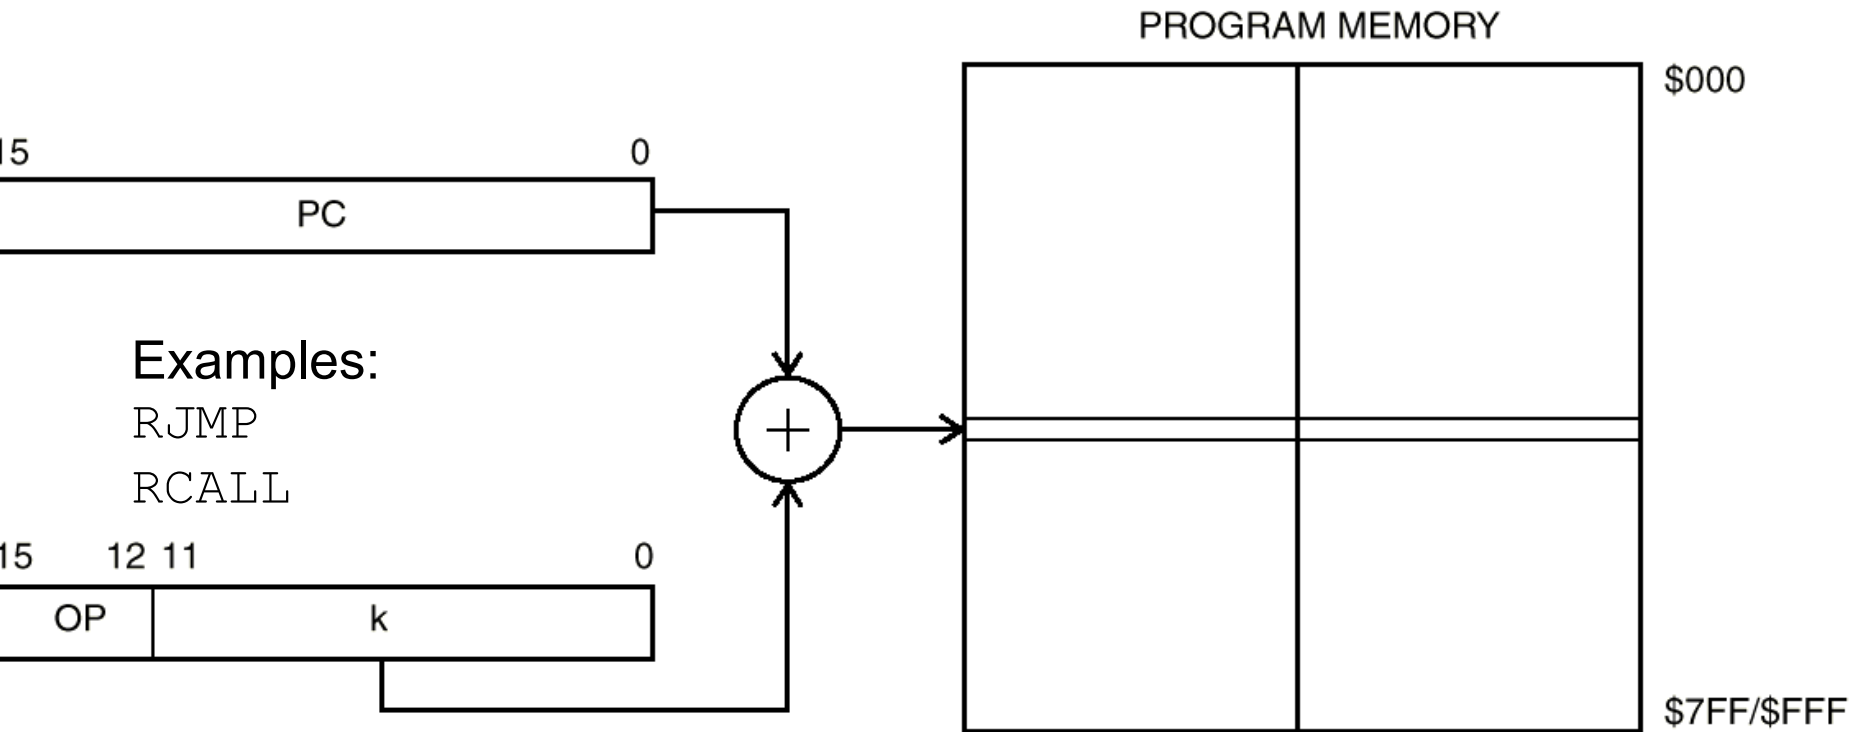 PROGRAM MEMORY
$000
15 0
PC
Examples:
RJMP
RCALL
15 12 11 0
OP k
$7FF/$FFF